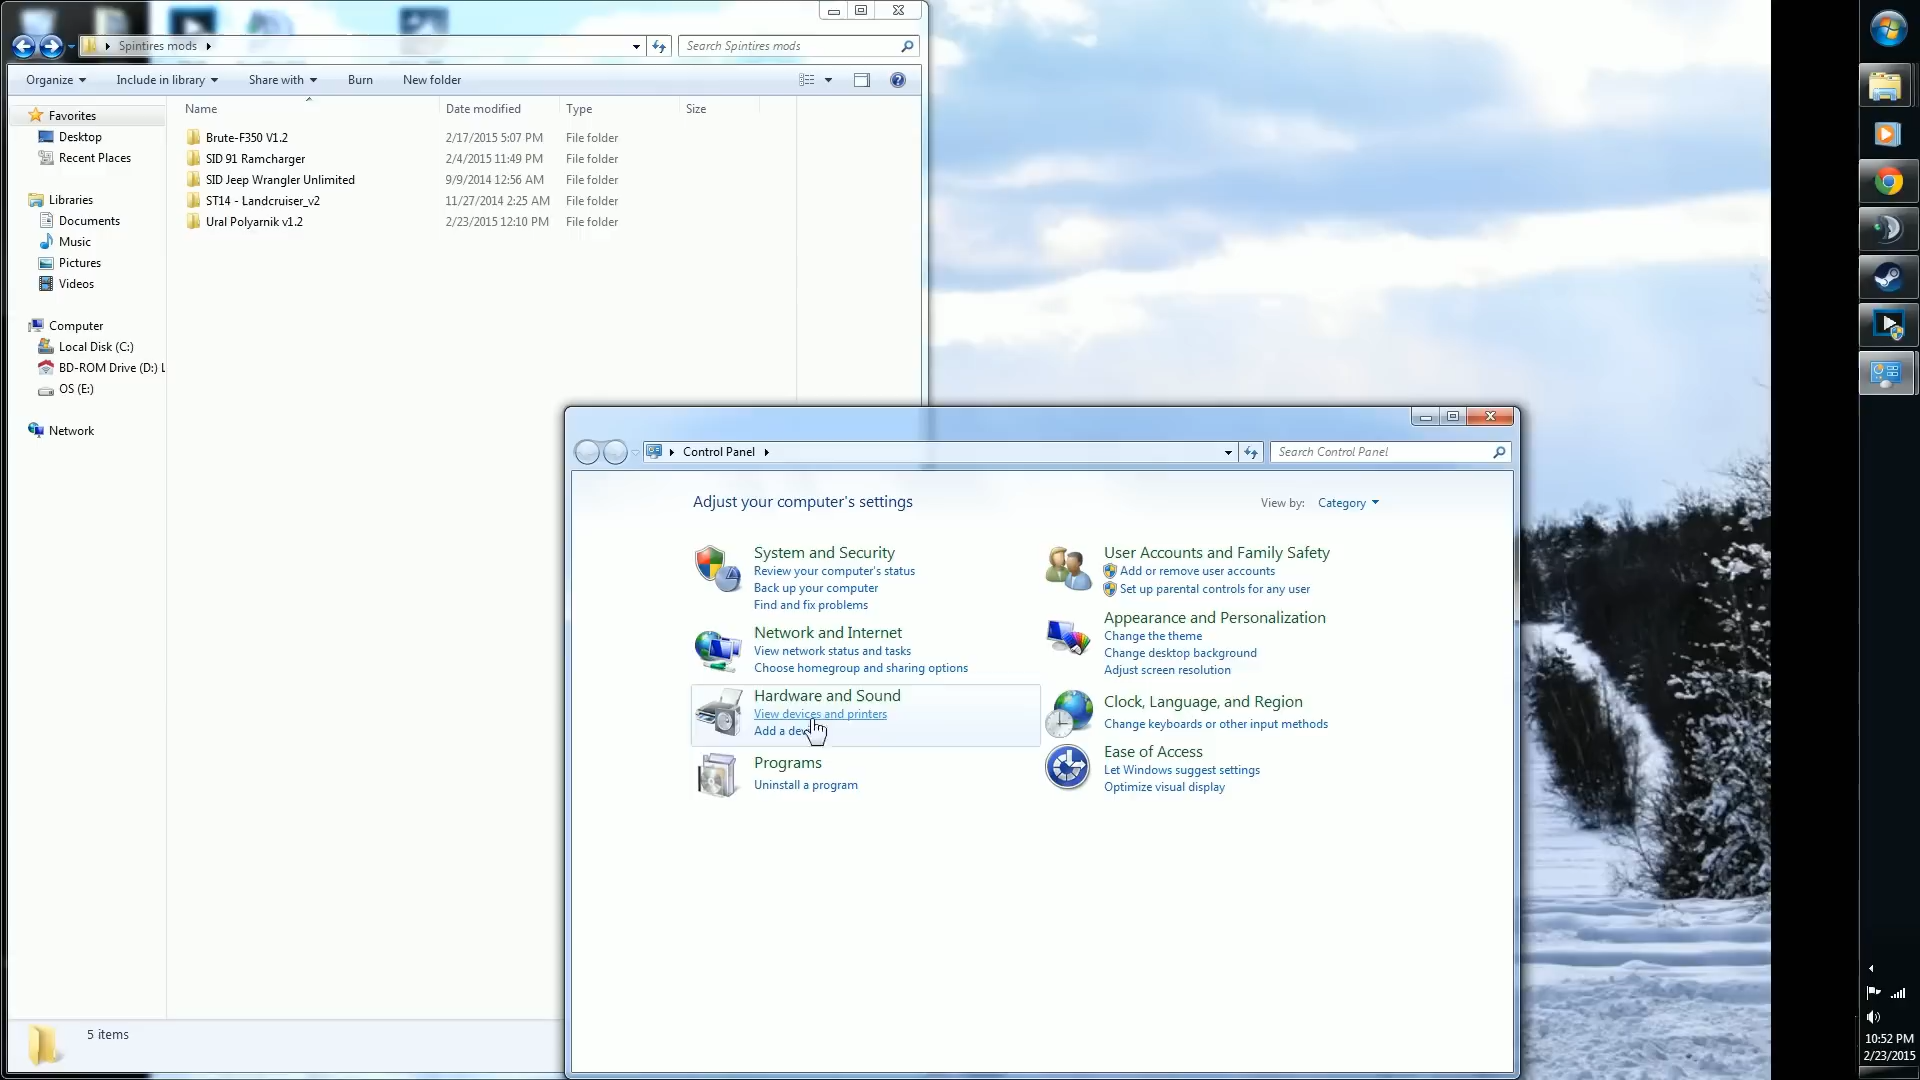 Spintires mods
Search Spintires mods
Organize
Include in library
Share with
Burn
New folder
Name
Date modified
Type
Size
Favorites
Desktop
Recent Places
Libraries
Documents
Music
Pictures
Videos
Computer
Local Disk (C:)
BD-ROM Drive (D:) L
OS (E:)
Network
Brute-F350 V1.2 2/17/2015 5:07 PM File folder
SID 91 Ramcharger 2/4/2015 11:49 PM File folder
SID Jeep Wrangler Unlimited 9/9/2014 12:56 AM File folder
ST14 - Landcruiser_v2 11/27/2014 2:25 AM File folder
Ural Polyarnik v1.2 2/23/2015 12:10 PM File folder
5 items
Control Panel
Search Control Panel
Adjust your computer's settings
View by: Category
System and Security
Review your computer's status
Back up your computer
Find and fix problems
Network and Internet
View network status and tasks
Choose homegroup and sharing options
Hardware and Sound
View devices and printers
Add a
Programs
Uninstall a program
User Accounts and Family Safety
Add or remove user accounts
Set up parental controls for any user
Appearance and Personalization
Change the theme
Change desktop background
Adjust screen resolution
Clock, Language, and Region
Change keyboards or other input methods
Ease of Access
Let Windows suggest settings
Optimize visual display
10:52 PM
2/23/2015